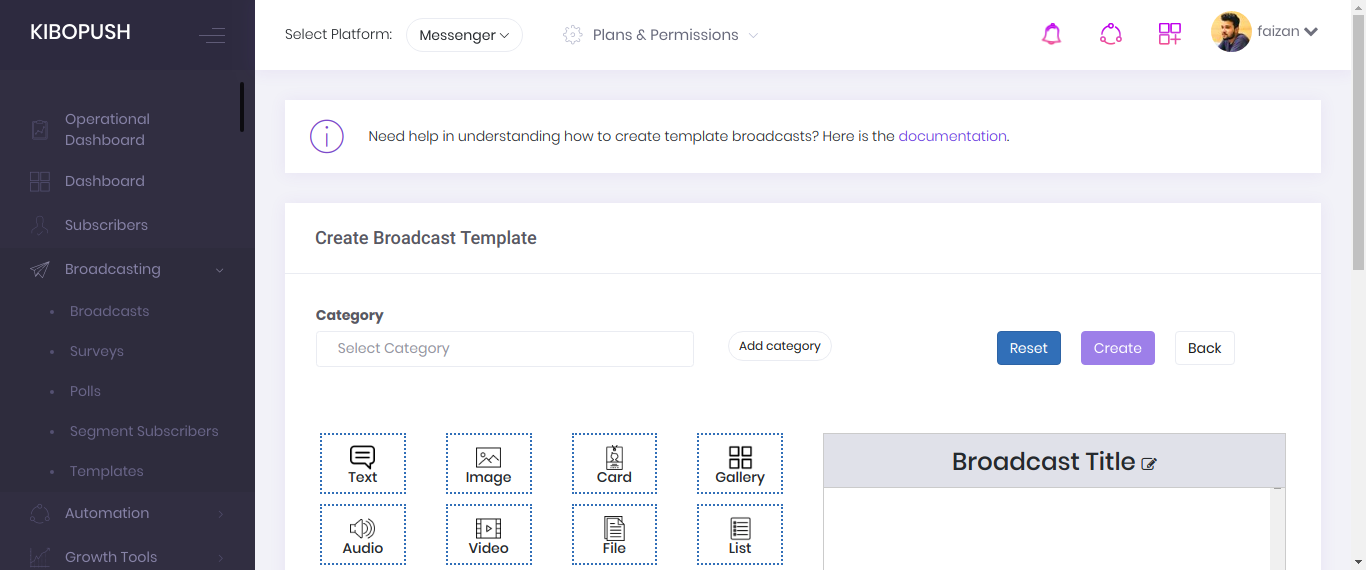 KIBOPUSH
Select Platform:
Messenger
Plans & Permissions
faizan
Operational
Dashboard
Dashboard
Subscribers
Broadcasting
Broadcasts
Surveys
Polls
Segment Subscribers
Templates
Automation
Growth Tools
Need help in understanding how to create template broadcasts? Here is the documentation.
Create Broadcast Template
Category
Select Category
Add category
Reset
Create
Back
Text
Image
Card
Gallery
Audio
Video
File
List
Broadcast Title